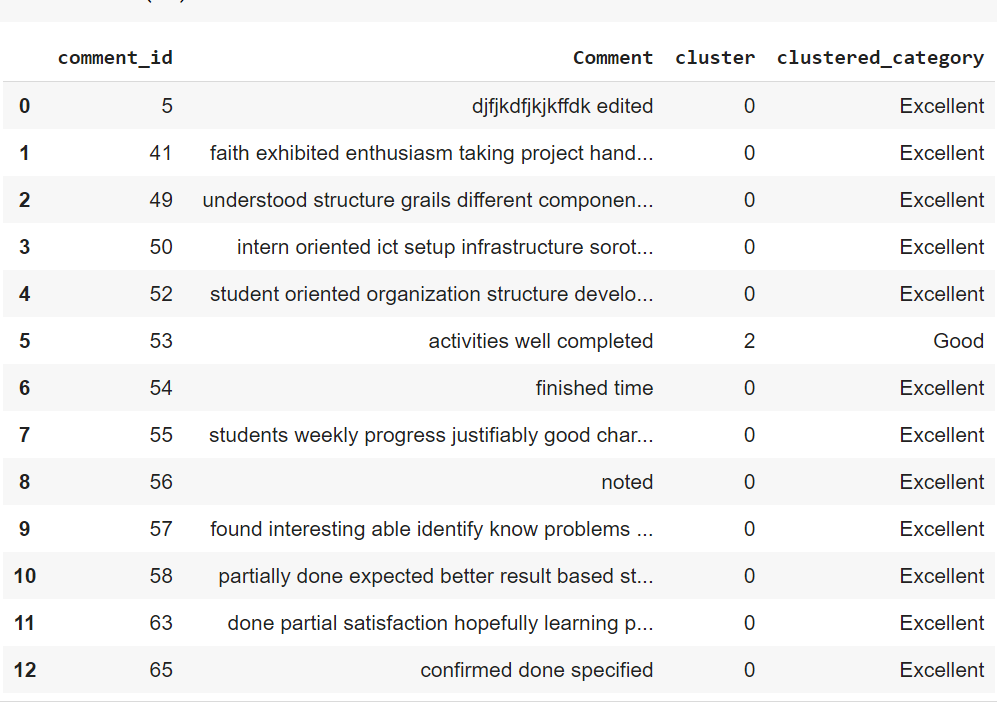 comment_id Comment cluster clustered_category
0 5 djfjkdfjkjkffdk edited 0 Excellent
1 41 faith exhibited enthusiasm taking project hand... 0 Excellent
2 49 understood structure grails different componen... 0 Excellent
3 50 intern oriented ict setup infrastructure sorot... 0 Excellent
4 52 student oriented organization structure develo... 0 Excellent
5 53 activities well completed 2 Good
6 54 finished time 0 Excellent
7 55 students weekly progress justifiably good char... 0 Excellent
8 56 noted 0 Excellent
9 57 found interesting able identify know problems ... 0 Excellent
10 58 partially done expected better result based st... 0 Excellent
11 63 done partial satisfaction hopefully learning p... 0 Excellent
12 65 confirmed done specified 0 Excellent